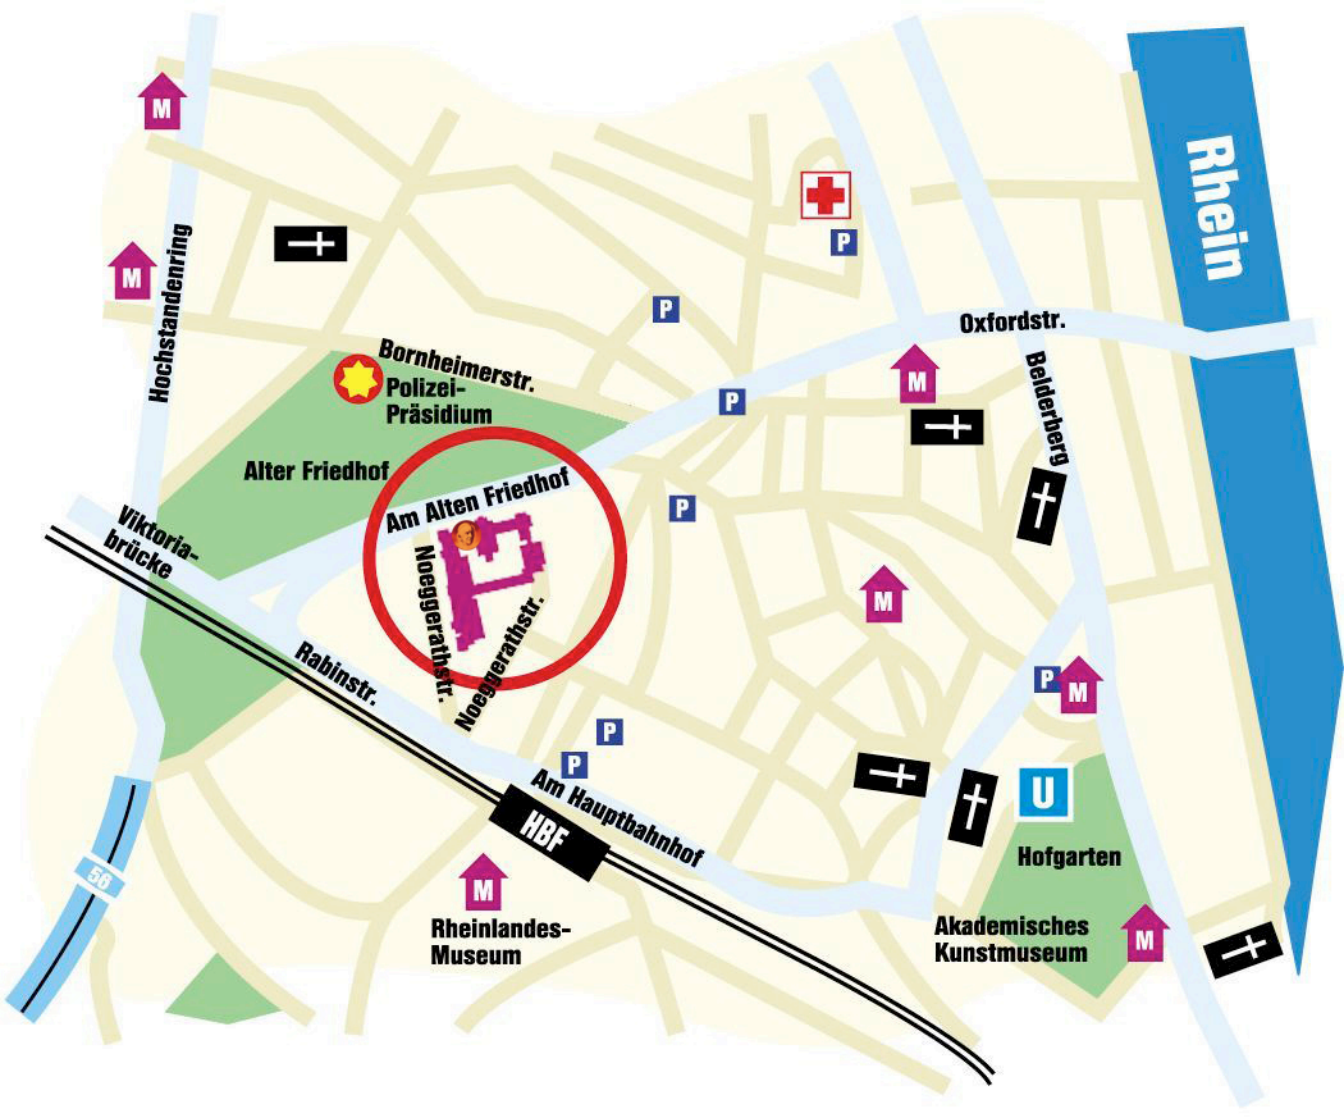 M
M
Hochstandenring
P
P
Rhein
Oxfordstr.
Bornheimerstr.
Polizei-
Präsidium
P
M
Belderberg
Alter Friedhof
Am Alten Friedhof
P
Viktoria-
brücke
Noeggerathstr.
Noeggerathstr.
M
Rabinstr.
P
M
P
P
Am Hauptbahnhof
HBF
U
Hofgarten
56
M
Rheinlandes-
Museum
Akademisches
Kunstmuseum
M